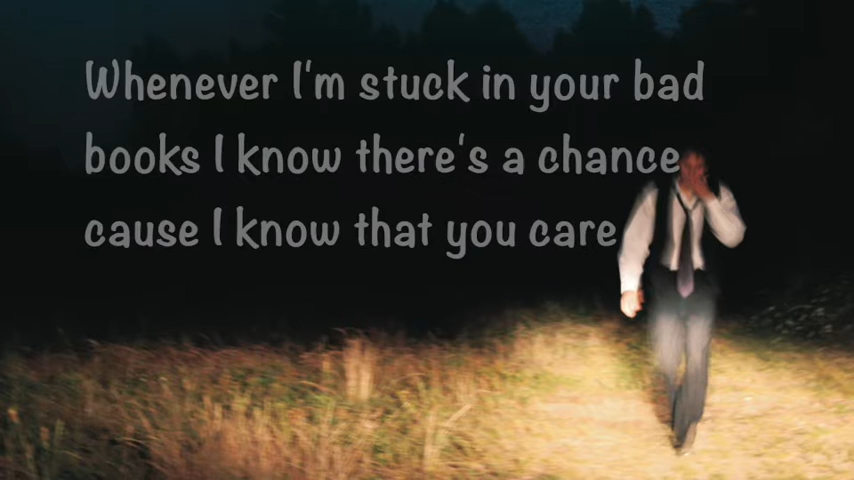 Whenever I'm stuck in your bad
books I know there's a chance
cause I know that you care